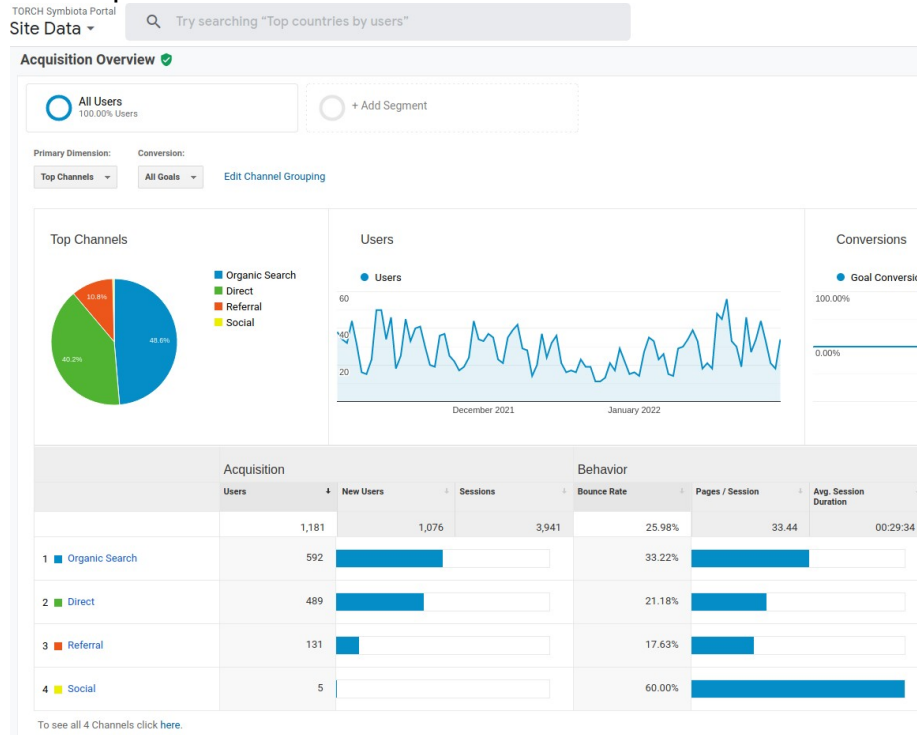 TORCH Symbiota Portal
Site Data
Try searching “Top countries by users”
Acquisition Overview
All Users
100.00% Users
+ Add Segment
Primary Dimension: Conversion:
Top Channels All Goals Edit Channel Grouping
Top Channels
Organic Search
Direct
Referral
Social
10.8%
48.6%
40.2%
Users
Users
60
40
20
December 2021 January 2022
Conversions
Goal Conversio
100.00%
0.00%
Acquisition Behavior
Users New Users Sessions Bounce Rate Pages / Session Avg. Session Duration
1,181 1,076 3,941 25.98% 33.44 00:29:34
1 Organic Search 592 33.22%
2 Direct 489 21.18%
3 Referral 131 17.63%
4 Social 5 60.00%
To see all 4 Channels click here.